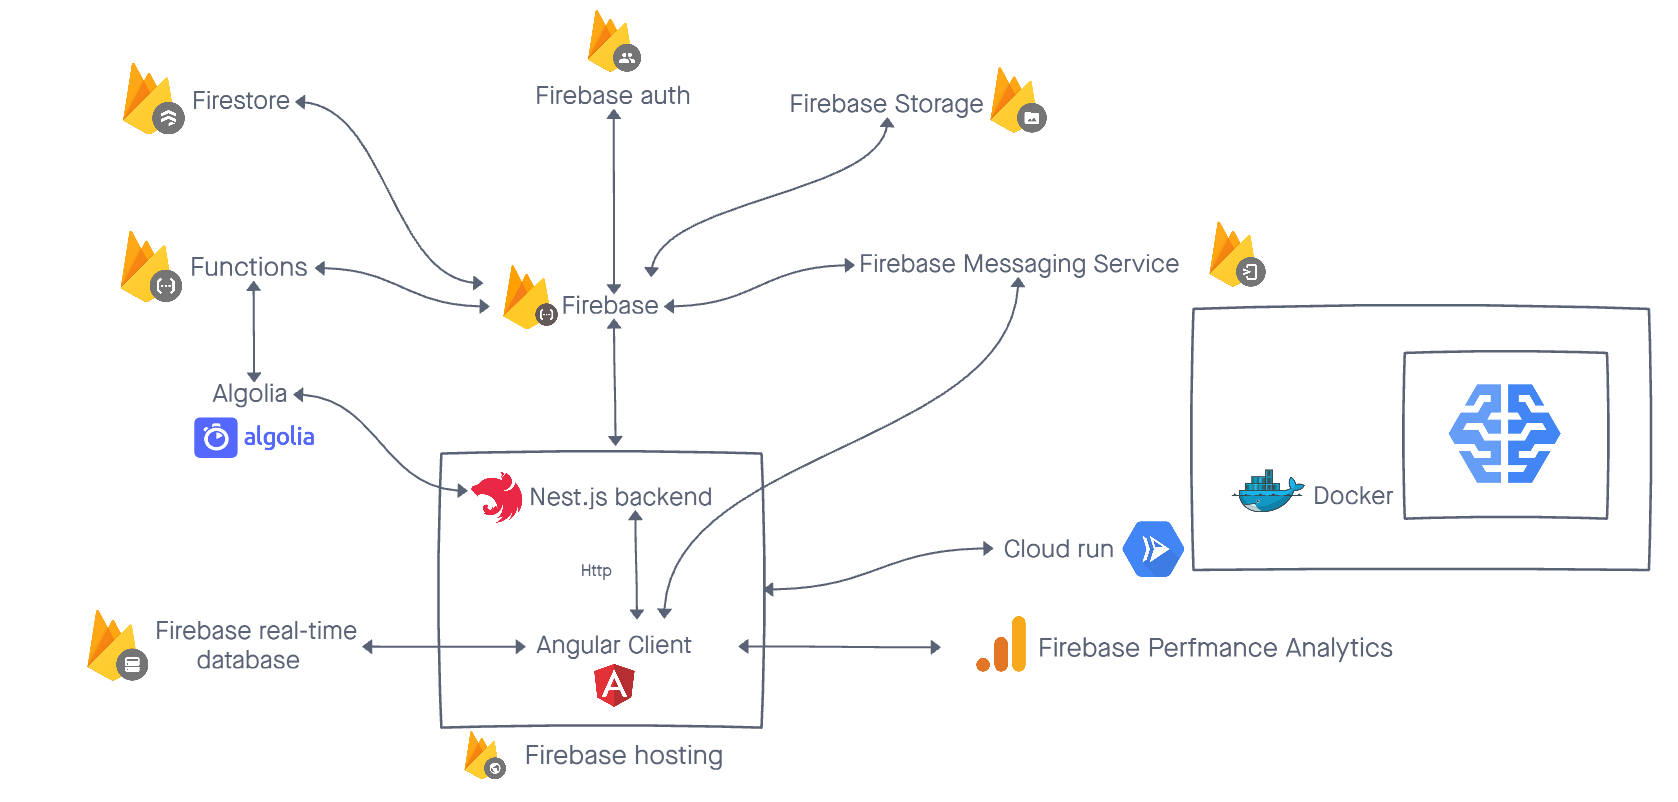 Firebase auth
Firestore
Firebase Storage
Functions
Firebase Messaging Service
Firebase
Algolia
algolia
Nest.js backend
Docker
Cloud run
Http
Firebase real-time
database
Angular Client
Firebase Perfmance Analytics
A
Firebase hosting